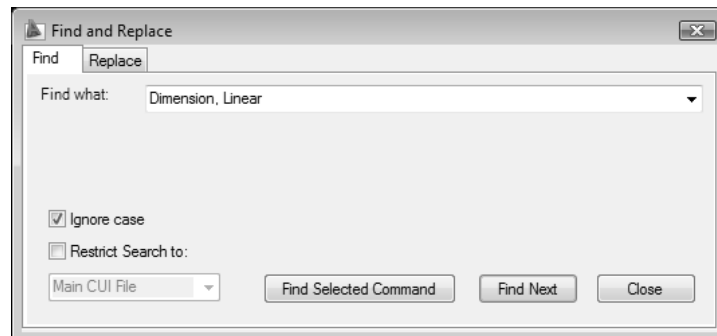 Find and Replace
Find Replace
Find what: Dimension, Linear
Ignore case
Restrict Search to:
Main CUI File Find Selected Command Find Next Close